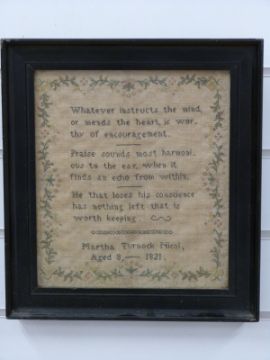 Whatever instructs the mind,
or mends the heart, is wor,
thy of encouragement.
Praise sounds most harmoni,
ous to the ear, when it
finds an echo from within.
He that loses his conscience
has nothing left that is
worth keeping
Martha
Aged 8, 1821.